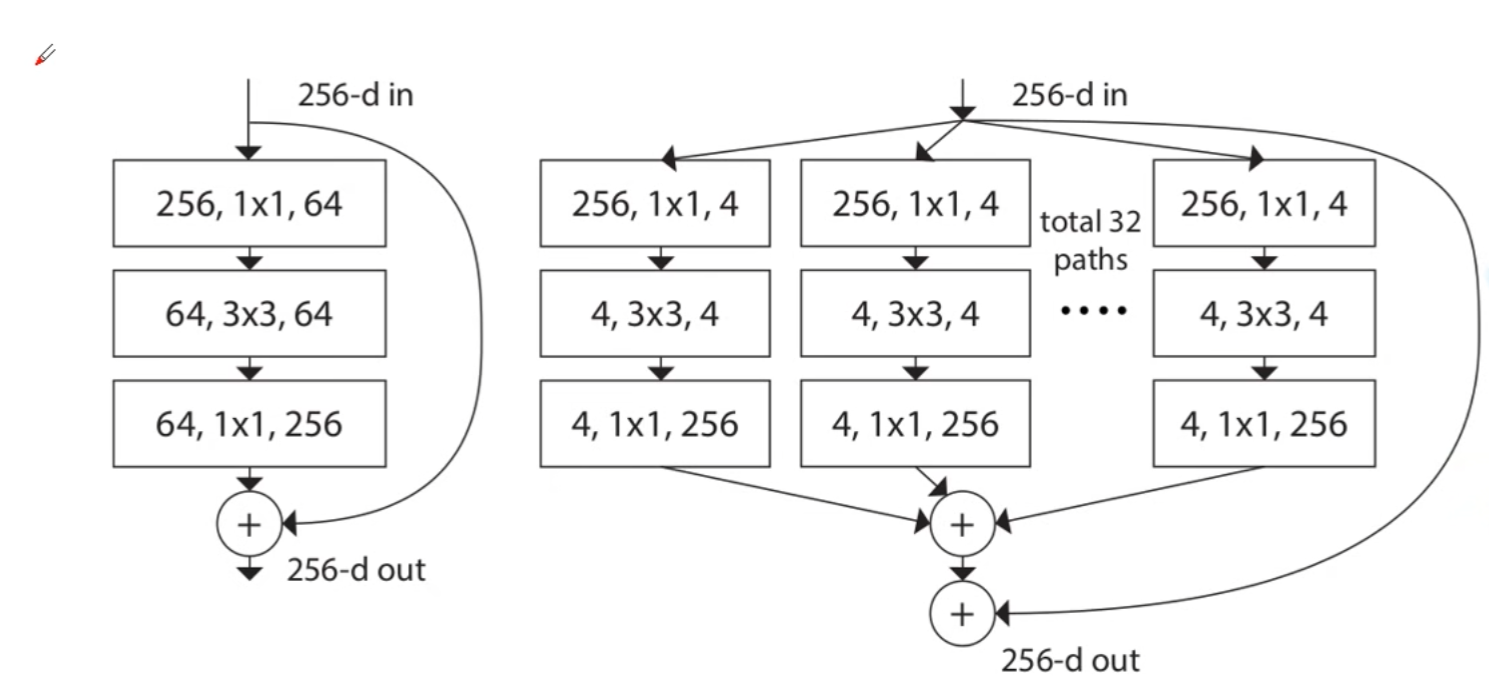 256-d in
256, 1x1, 64
64, 3x3, 64
64, 1x1, 256
+
256-d out
256-d in
256, 1x1, 4
256, 1x1, 4
256, 1x1, 4
total 32
paths
4, 3x3, 4
4, 3x3, 4
....
4, 3x3, 4
4, 1x1, 256
4, 1x1, 256
4, 1x1, 256
+
+
256-d out